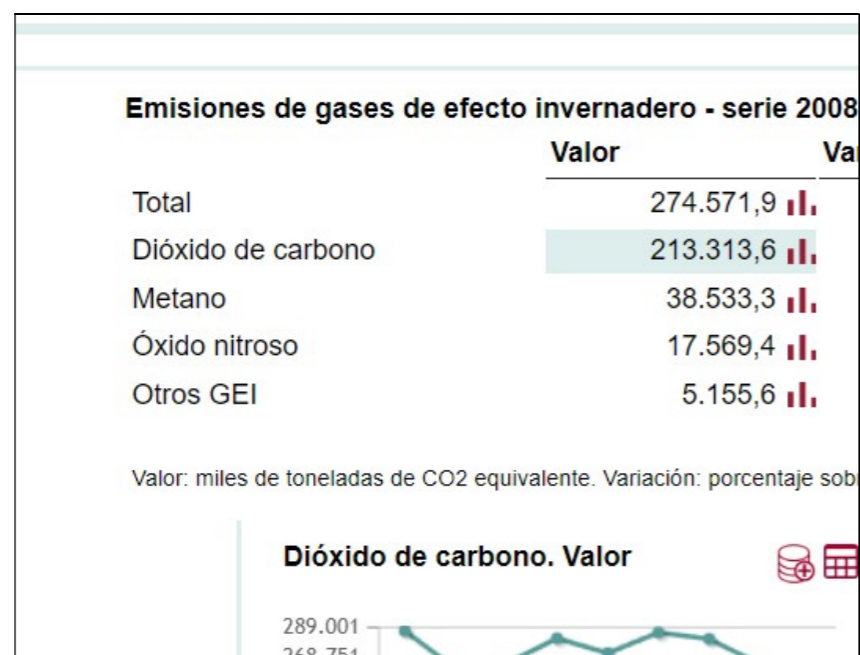 Emisiones de gases de efecto invernadero - serie 2008
Valor
Total 274.571,9
Dióxido de carbono 213.313,6
Metano 38.533,3
Óxido nitroso 17.569,4
Otros GEI 5.155,6
Valor: miles de toneladas de CO2 equivalente. Variación: porcentaje
Dióxido de carbono. Valor
289.001
268.751